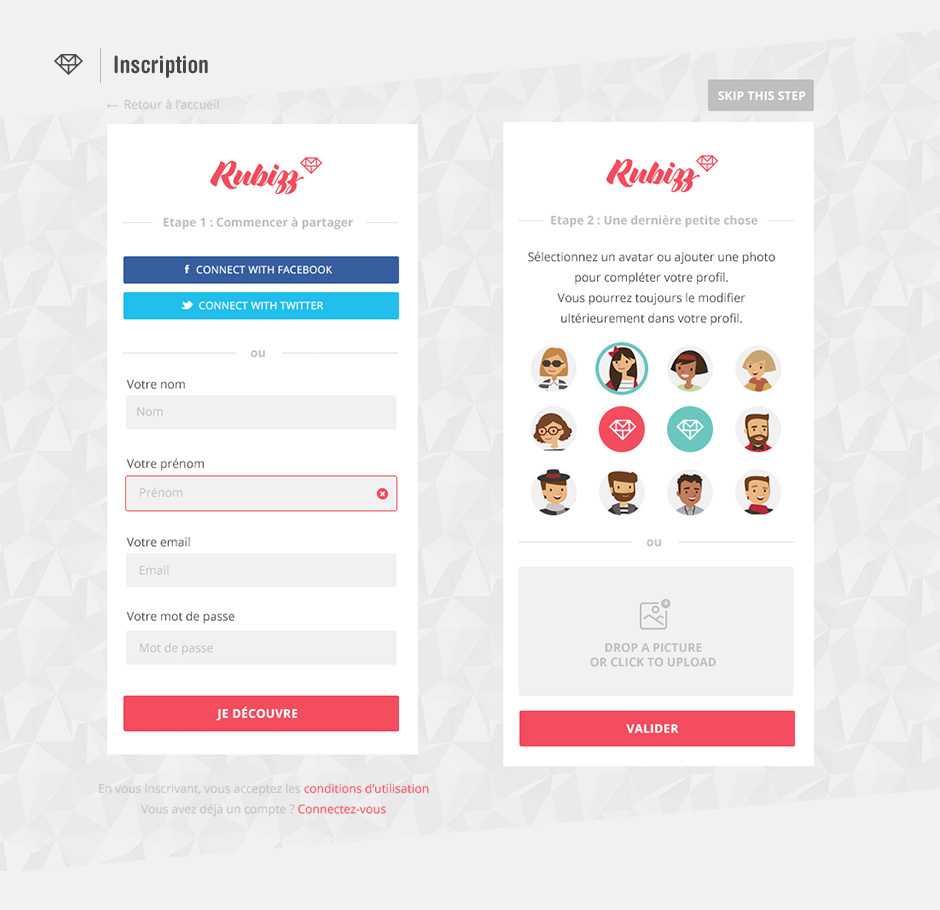 Inscription
← Retour à l'accueil
Rubizz
Etape 1 : Commencer à partager
f CONNECT WITH FACEBOOK
CONNECT WITH TWITTER
ou
Votre nom
Nom
Votre prénom
Prénom
Votre email
Email
Votre mot de passe
Mot de passe
JE DÉCOUVRE
En vous inscrivant, vous acceptez les conditions d'utilisation
Vous avez déjà un compte ? Connectez-vous
SKIP THIS STEP
Rubizz
Etape 2 : Une dernière petite chose
Sélectionnez un avatar ou ajouter une photo
pour compléter votre profil.
Vous pourrez toujours le modifier
ultérieurement dans votre profil.
ou
DROP A PICTURE
OR CLICK TO UPLOAD
VALIDER